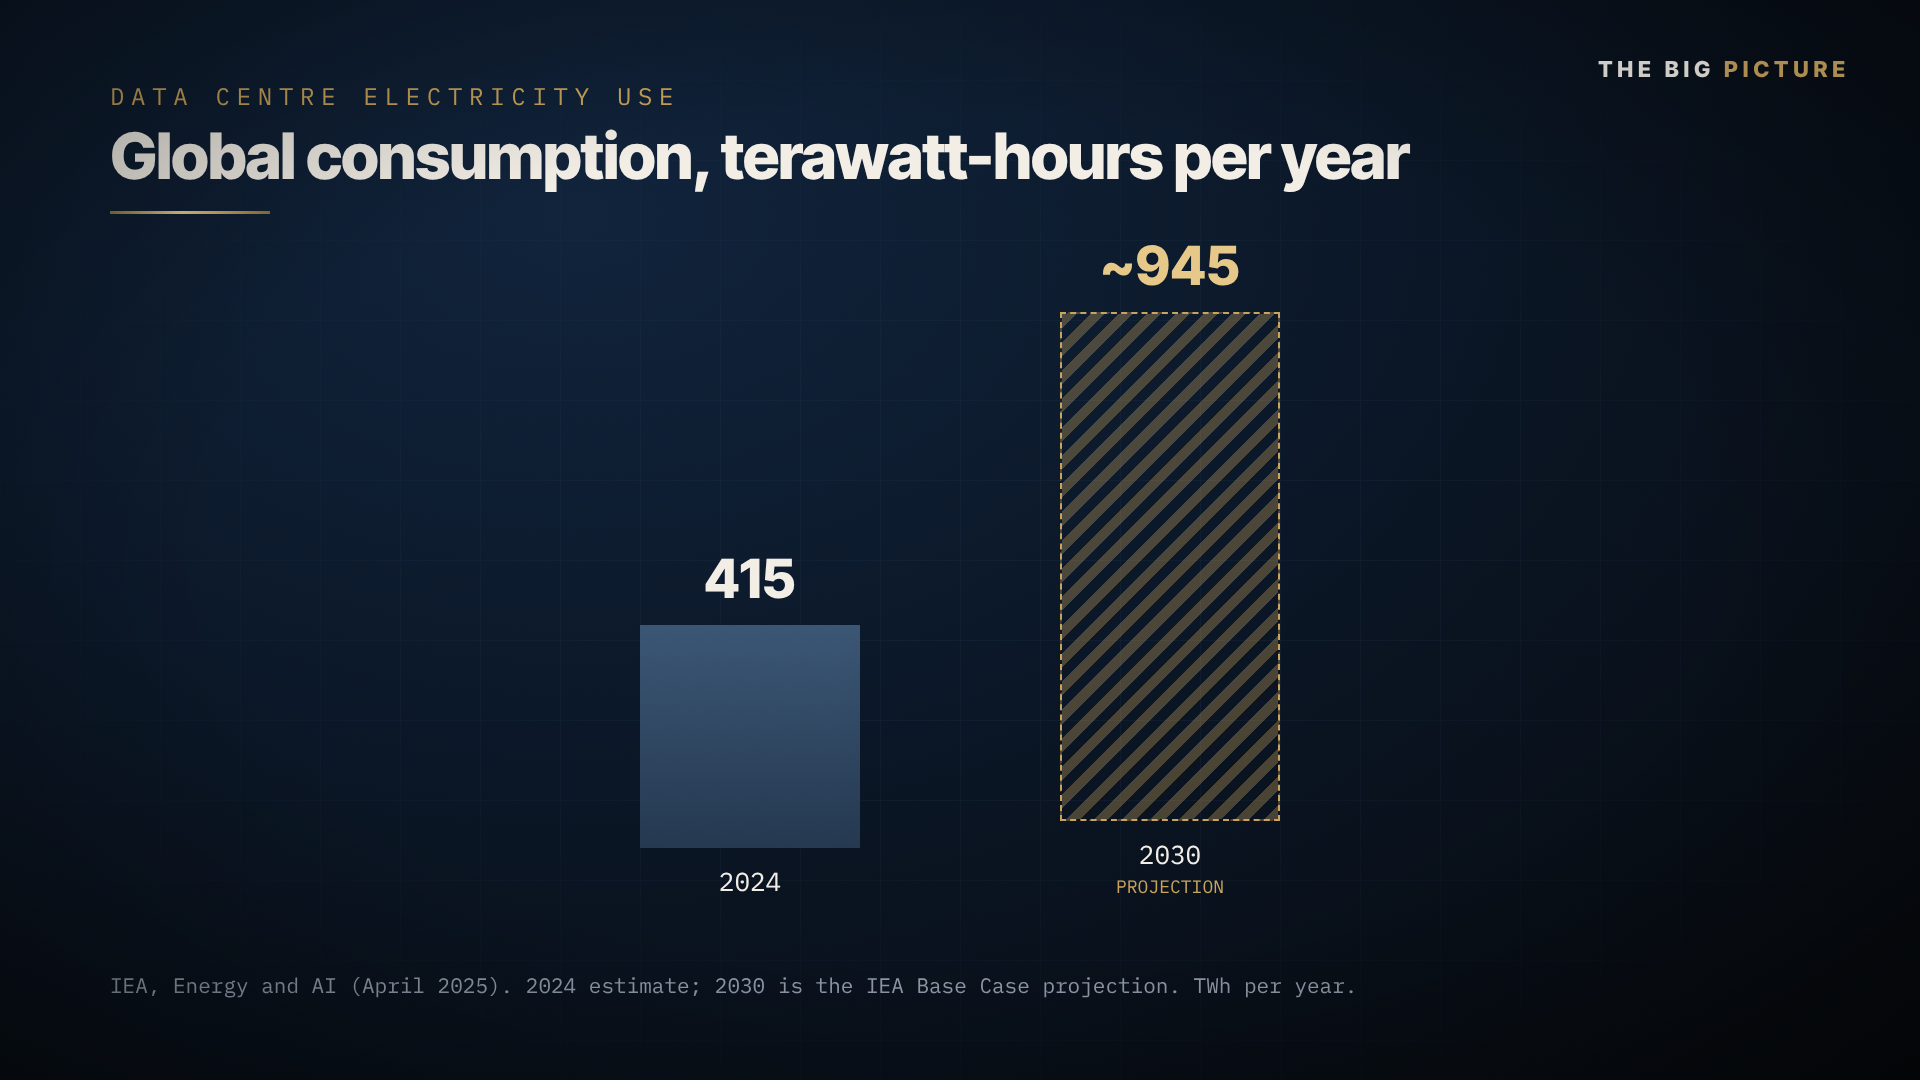 THE BIG PICTURE
DATA CENTRE ELECTRICITY USE
Global consumption, terawatt-hours per year
~945
415
2030
PROJECTION
2024
IEA, Energy and AI (April 2025). 2024 estimate; 2030 is the IEA Base Case projection. TWh per year.